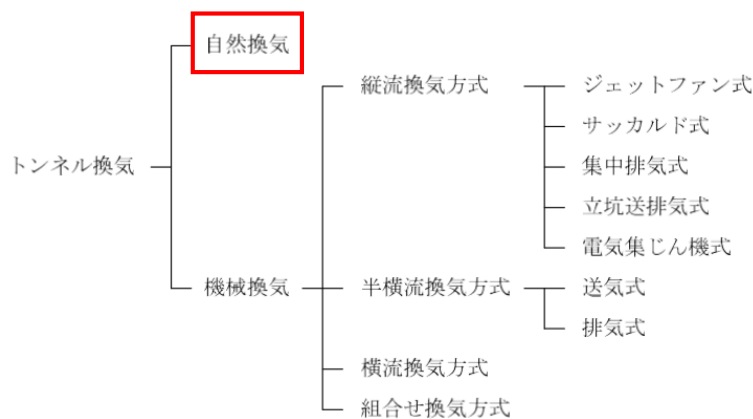 自然換気
縦流換気方式
ジェットファン式
サッカルド式
トンネル換気
集中排気式
立坑送排気式
電気集じん機式
機械換気
半横流換気方式
送気式
排気式
横流換気方式
組合せ換気方式